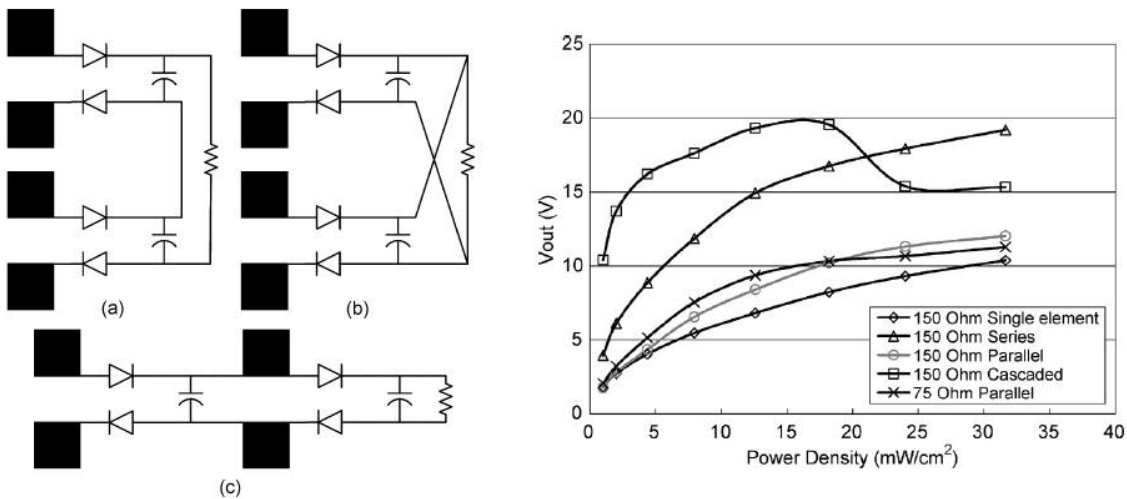 (a)
(b)
(c)
25
20
15
10
5
0
Vout (V)
0 5 10 15 20 25 30 35 40
Power Density (mW/cm²)
150 Ohm Single element
150 Ohm Series
150 Ohm Parallel
150 Ohm Cascaded
75 Ohm Parallel